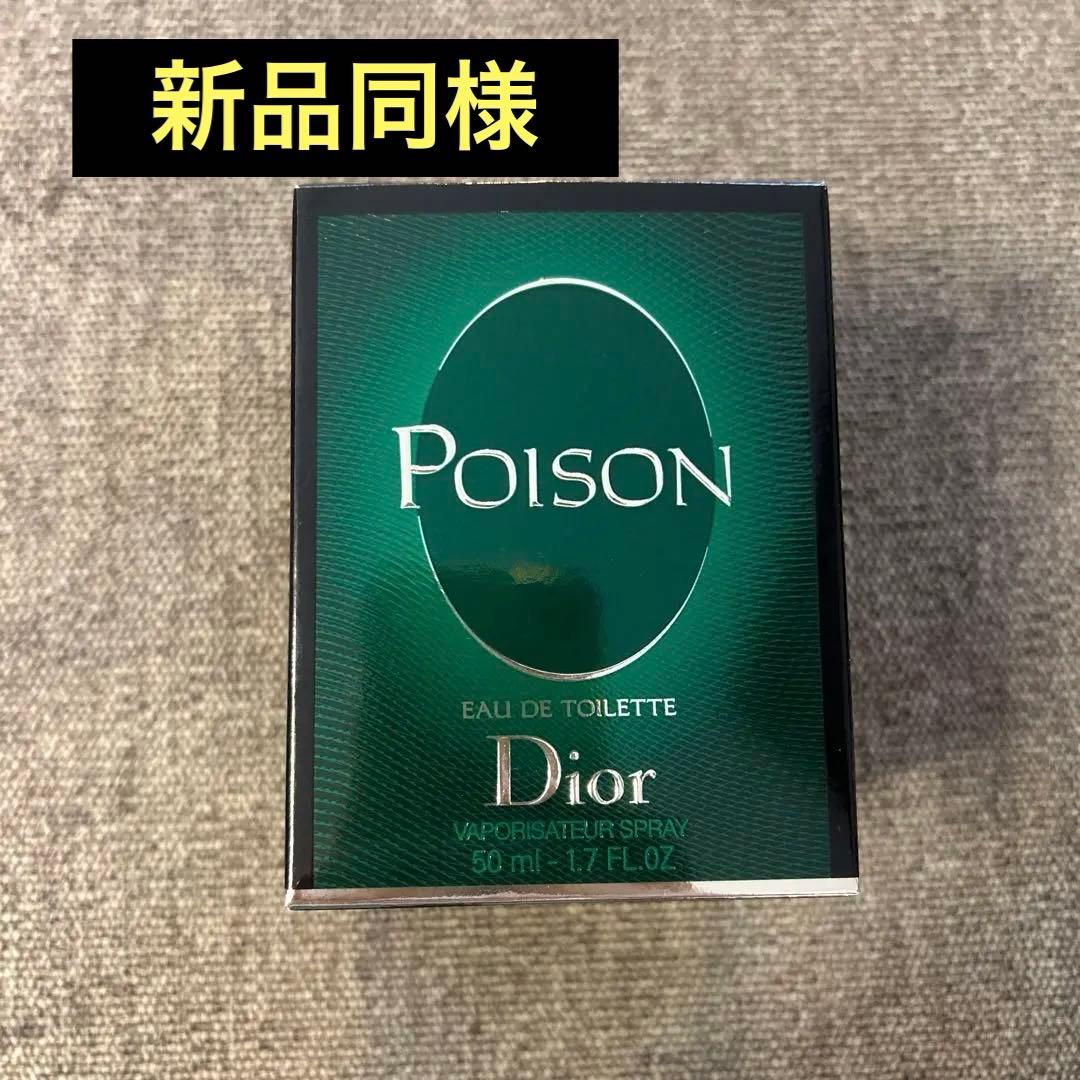 新品同様
POISON
EAU DE TOILETTE
Dior
VAPORISATEUR SPRAY
50 ml - 1.7 FL.OZ